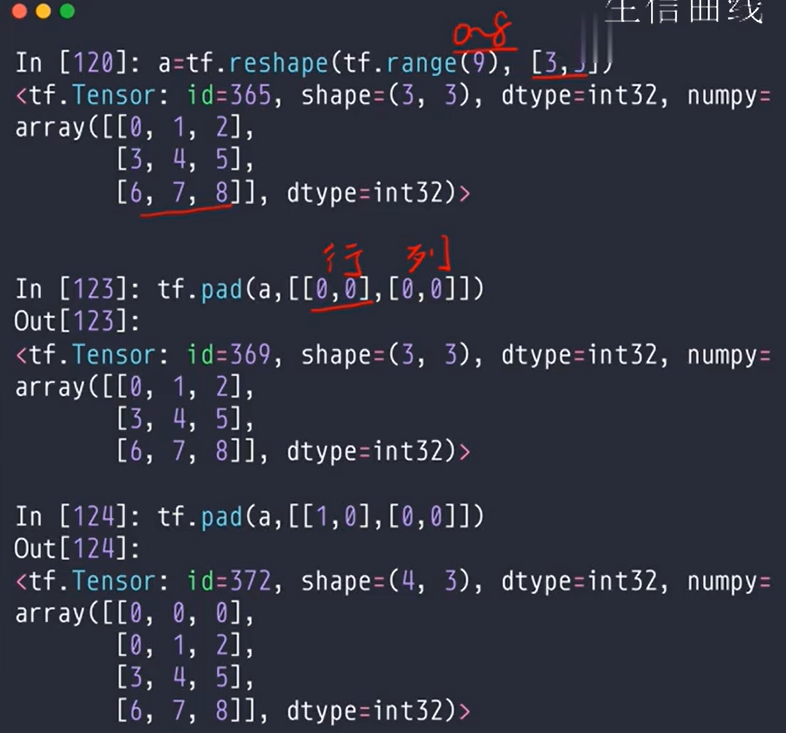 生信曲线
0~8
In [120]: a=tf.reshape(tf.range(9), [3,3])
<tf.Tensor: id=365, shape=(3, 3), dtype=int32, numpy=
array([[0, 1, 2],
[3, 4, 5],
[6, 7, 8]], dtype=int32)>
行 列
In [123]: tf.pad(a,[[0,0],[0,0]])
Out[123]:
<tf.Tensor: id=369, shape=(3, 3), dtype=int32, numpy=
array([[0, 1, 2],
[3, 4, 5],
[6, 7, 8]], dtype=int32)>
In [124]: tf.pad(a,[[1,0],[0,0]])
Out[124]:
<tf.Tensor: id=372, shape=(4, 3), dtype=int32, numpy=
array([[0, 0, 0],
[0, 1, 2],
[3, 4, 5],
[6, 7, 8]], dtype=int32)>